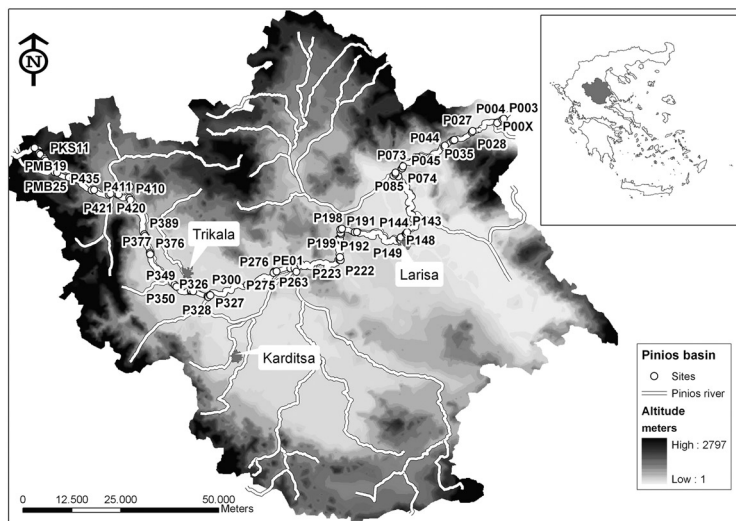 N
P004
P003
P00X
P027
P028
P044
P035
P045
P073
P074
P085
PKS11
PMB19
P435
PMB25
P411
P410
P421
P420
P389
P377
P376
Trikala
P349
P326
P300
P350
P327
P328
P276
PE01
P275
P263
P198
P191
P144
P143
P199
P192
P149
P148
P223
P222
Larisa
Karditsa
Pinios basin
Sites
Pinios river
Altitude
meters
High : 2797
Low : 1
0
12.500
25.000
50.000
Meters